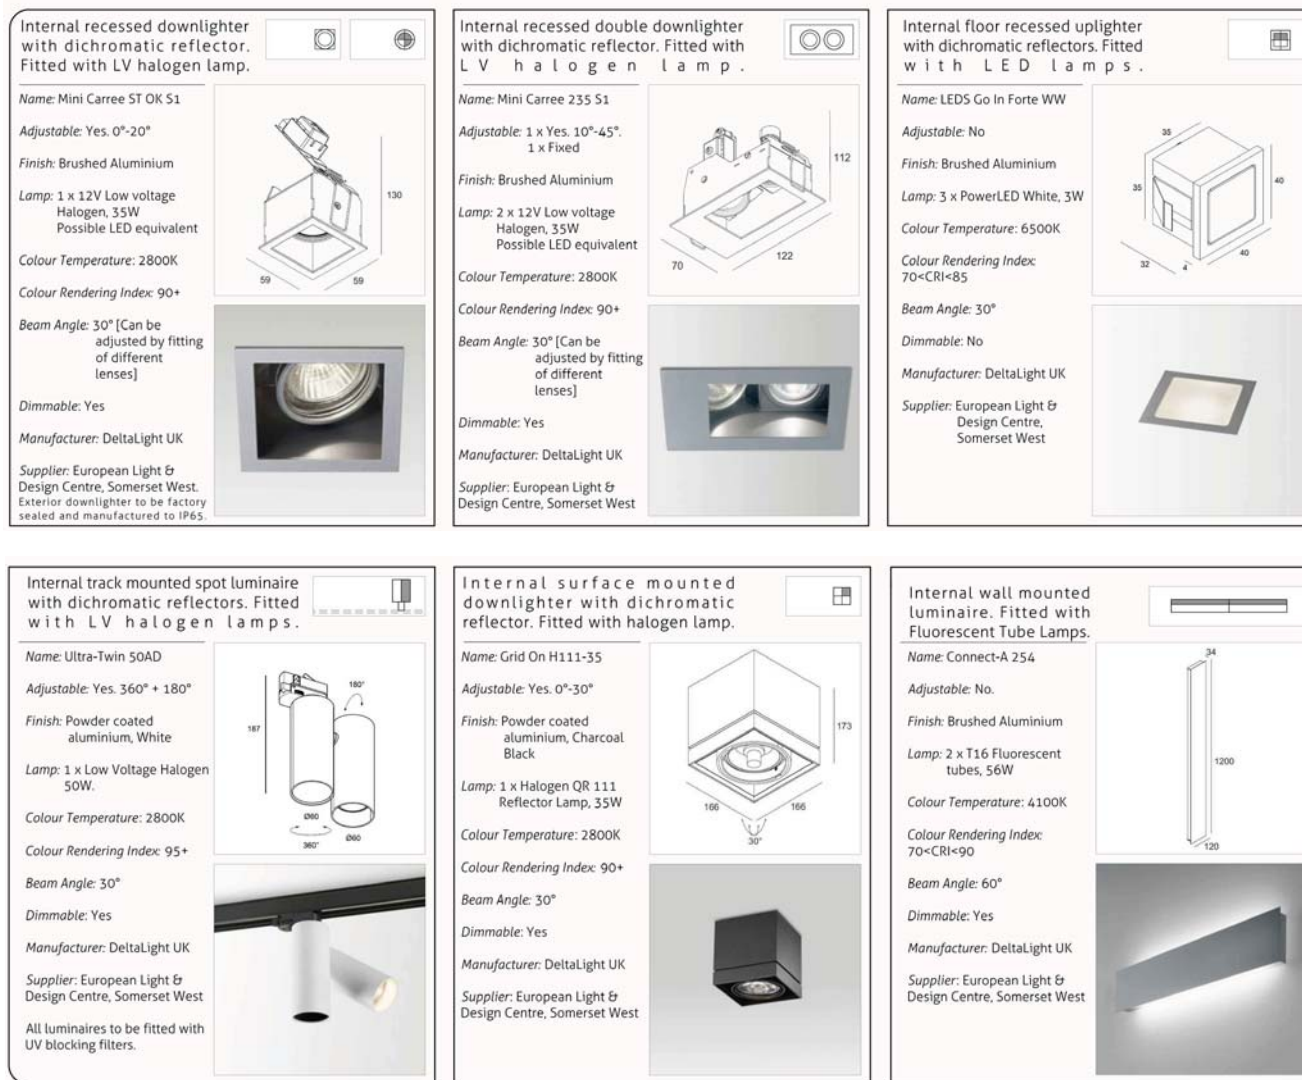 Internal recessed downlighter
with dichromatic reflector.
Fitted with LV halogen lamp.
Name: Mini Carree ST OK S1
Adjustable: Yes. 0°-20°
Finish: Brushed Aluminium
Lamp: 1 x 12V Low voltage
Halogen, 35W
Possible LED equivalent
Colour Temperature: 2800K
Colour Rendering Index: 90+
Beam Angle: 30° [Can be
adjusted by fitting
of different
lenses]
Dimmable: Yes
Manufacturer: DeltaLight UK
Supplier: European Light &
Design Centre, Somerset West.
Exterior downlighter to be factory
sealed and manufactured to IP65.
130
59
59
Internal recessed double downlighter
with dichromatic reflector. Fitted with
LV halogen lamp.
Name: Mini Carree 235 S1
Adjustable: 1 x Yes. 10°-45°.
1 x Fixed
Finish: Brushed Aluminium
Lamp: 2 x 12V Low voltage
Halogen, 35W
Possible LED equivalent
Colour Temperature: 2800K
Colour Rendering Index: 90+
Beam Angle: 30° [Can be
adjusted by fitting
of different
lenses]
Dimmable: Yes
Manufacturer: DeltaLight UK
Supplier: European Light &
Design Centre, Somerset West
112
70
122
Internal floor recessed uplighter
with dichromatic reflectors. Fitted
with LED lamps.
Name: LEDS Go In Forte WW
Adjustable: No
Finish: Brushed Aluminium
Lamp: 3 x PowerLED White, 3W
Colour Temperature: 6500K
Colour Rendering Index:
70<CRI<85
Beam Angle: 30°
Dimmable: No
Manufacturer: DeltaLight UK
Supplier: European Light &
Design Centre,
Somerset West
35
35
40
40
32
4
Internal track mounted spot luminaire
with dichromatic reflectors. Fitted
with LV halogen lamps.
Name: Ultra-Twin 50AD
Adjustable: Yes. 360° + 180°
Finish: Powder coated
aluminium, White
Lamp: 1 x Low Voltage Halogen
50W.
Colour Temperature: 2800K
Colour Rendering Index: 95+
Beam Angle: 30°
Dimmable: Yes
Manufacturer: DeltaLight UK
Supplier: European Light &
Design Centre, Somerset West
All luminaires to be fitted with
UV blocking filters.
180°
187
Ø60
Ø60
360°
Internal surface mounted
downlighter with dichromatic
reflector. Fitted with halogen lamp.
Name: Grid On H111-35
Adjustable: Yes. 0°-30°
Finish: Powder coated
aluminium, Charcoal
Black
Lamp: 1 x Halogen QR 111
Reflector Lamp, 35W
Colour Temperature: 2800K
Colour Rendering Index: 90+
Beam Angle: 30°
Dimmable: Yes
Manufacturer: DeltaLight UK
Supplier: European Light &
Design Centre, Somerset West
173
166
166
30°
Internal wall mounted
luminaire. Fitted with
Fluorescent Tube Lamps.
Name: Connect-A 254
Adjustable: No.
Finish: Brushed Aluminium
Lamp: 2 x T16 Fluorescent
tubes, 56W
Colour Temperature: 4100K
Colour Rendering Index:
70<CRI<90
Beam Angle: 60°
Dimmable: Yes
Manufacturer: DeltaLight UK
Supplier: European Light &
Design Centre, Somerset West
34
1200
120